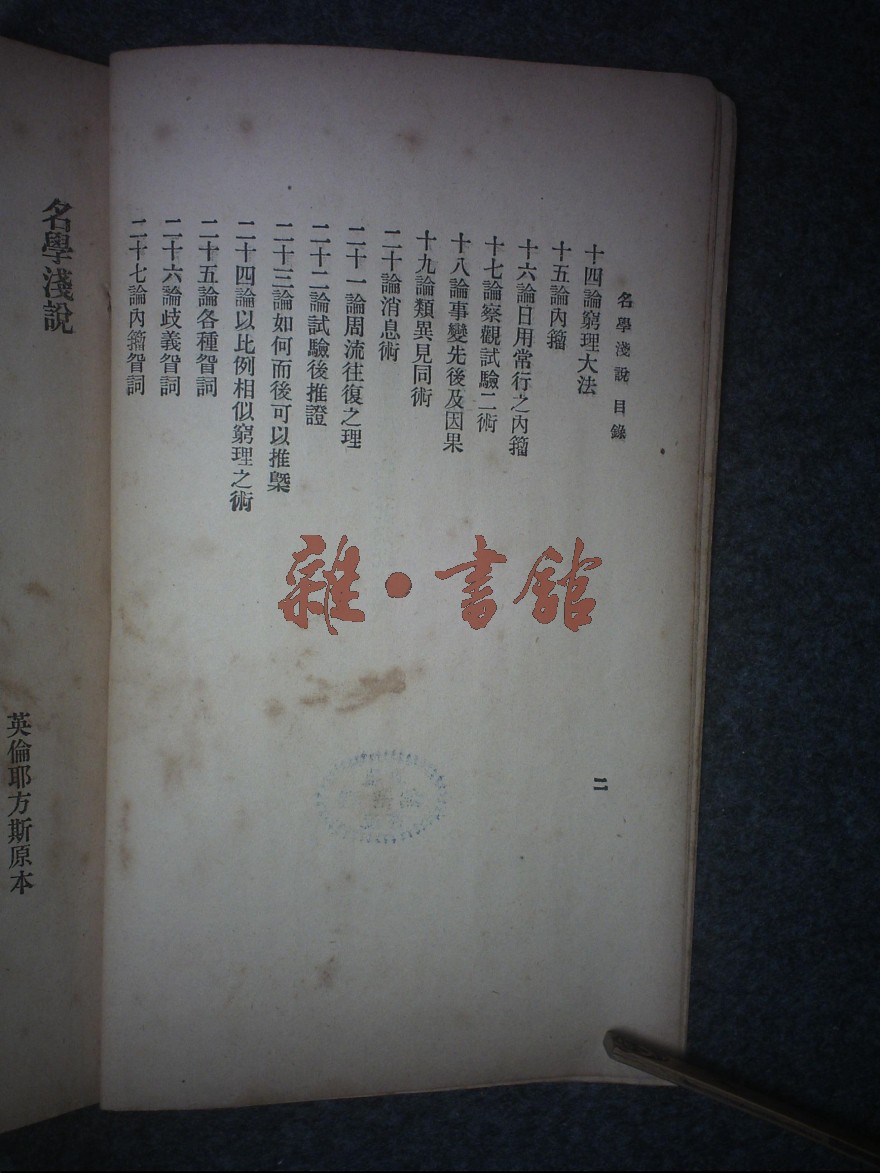 名學淺說 目錄
十四論窮理大法
十五論內籀
十六論日用常行之內籀
十七論察觀試驗二術
十八論事變先後及因果
十九論類異見同術
二十論消息術
二十一論周流往復之理
二十二論試驗後推證
二十三論如何而後可以推槩
二十四論以比例相似窮理之術
二十五論各種眢詞
二十六論歧義眢詞
二十七論內籀眢詞
二
名學淺說
英倫耶方斯原本
雜·書館